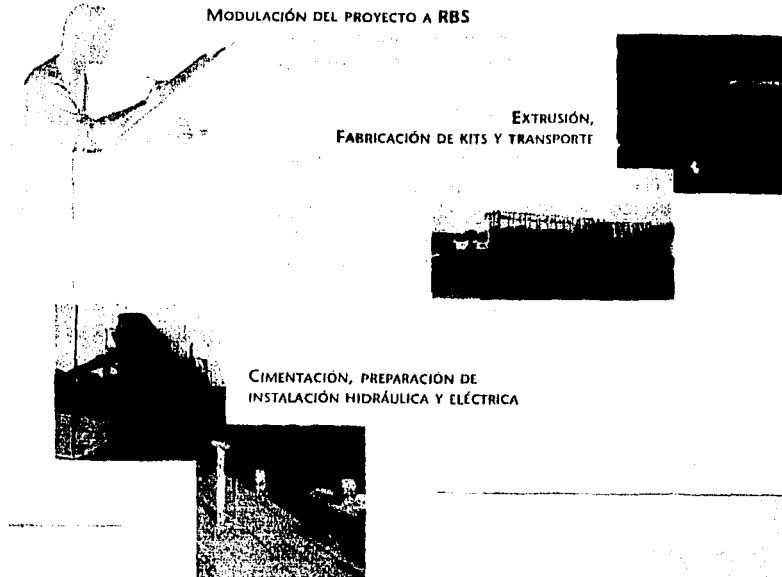 MODULACIÓN DEL PROYECTO A RBS
EXTRUSIÓN,
FABRICACIÓN DE KITS Y TRANSPORTE
CIMENTACIÓN, PREPARACIÓN DE
INSTALACIÓN HIDRÁULICA Y ELÉCTRICA